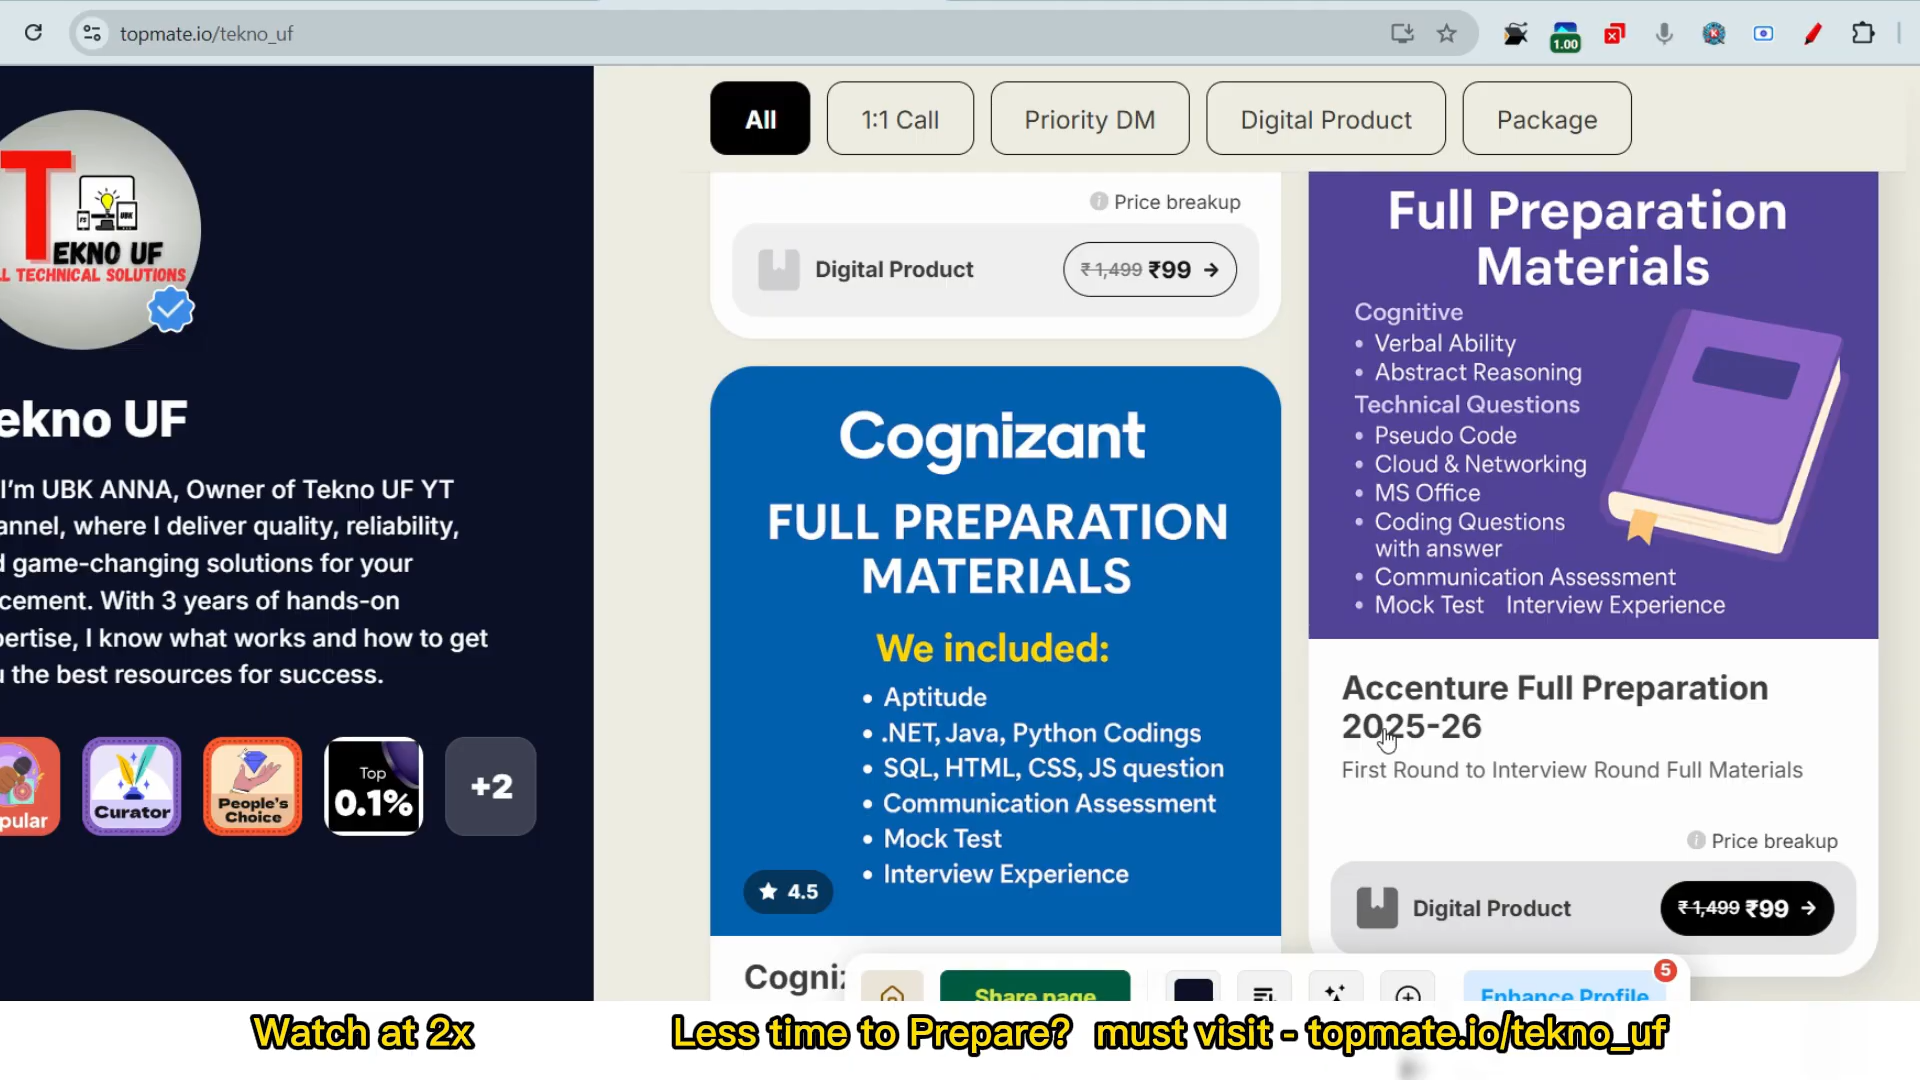 topmate.io/tekno_uf
1.00
T
EKNO UF
L TECHNICAL SOLUTIONS
ekno UF
I'm UBK ANNA, Owner of Tekno UF YT
annel, where I deliver quality, reliability,
d game-changing solutions for your
cement. With 3 years of hands-on
pertise, I know what works and how to get
u the best resources for success.
pular
Curator
People's
Choice
Top
0.1%
+2
All
1:1 Call
Priority DM
Digital Product
Package
Price breakup
Digital Product
₹1,499 ₹99
Cognizant
FULL PREPARATION
MATERIALS
We included:
• Aptitude
• .NET, Java, Python Codings
• SQL, HTML, CSS, JS question
• Communication Assessment
• Mock Test
• Interview Experience
4.5
Cogniz
Full Preparation
Materials
Cognitive
• Verbal Ability
• Abstract Reasoning
Technical Questions
• Pseudo Code
• Cloud & Networking
• MS Office
• Coding Questions
with answer
• Communication Assessment
• Mock Test Interview Experience
Accenture Full Preparation
2025-26
First Round to Interview Round Full Materials
Price breakup
Digital Product
₹1,499 ₹99
Share page
Enhance Profile
5
Watch at 2x
Less time to Prepare? must visit - topmate.io/tekno_uf